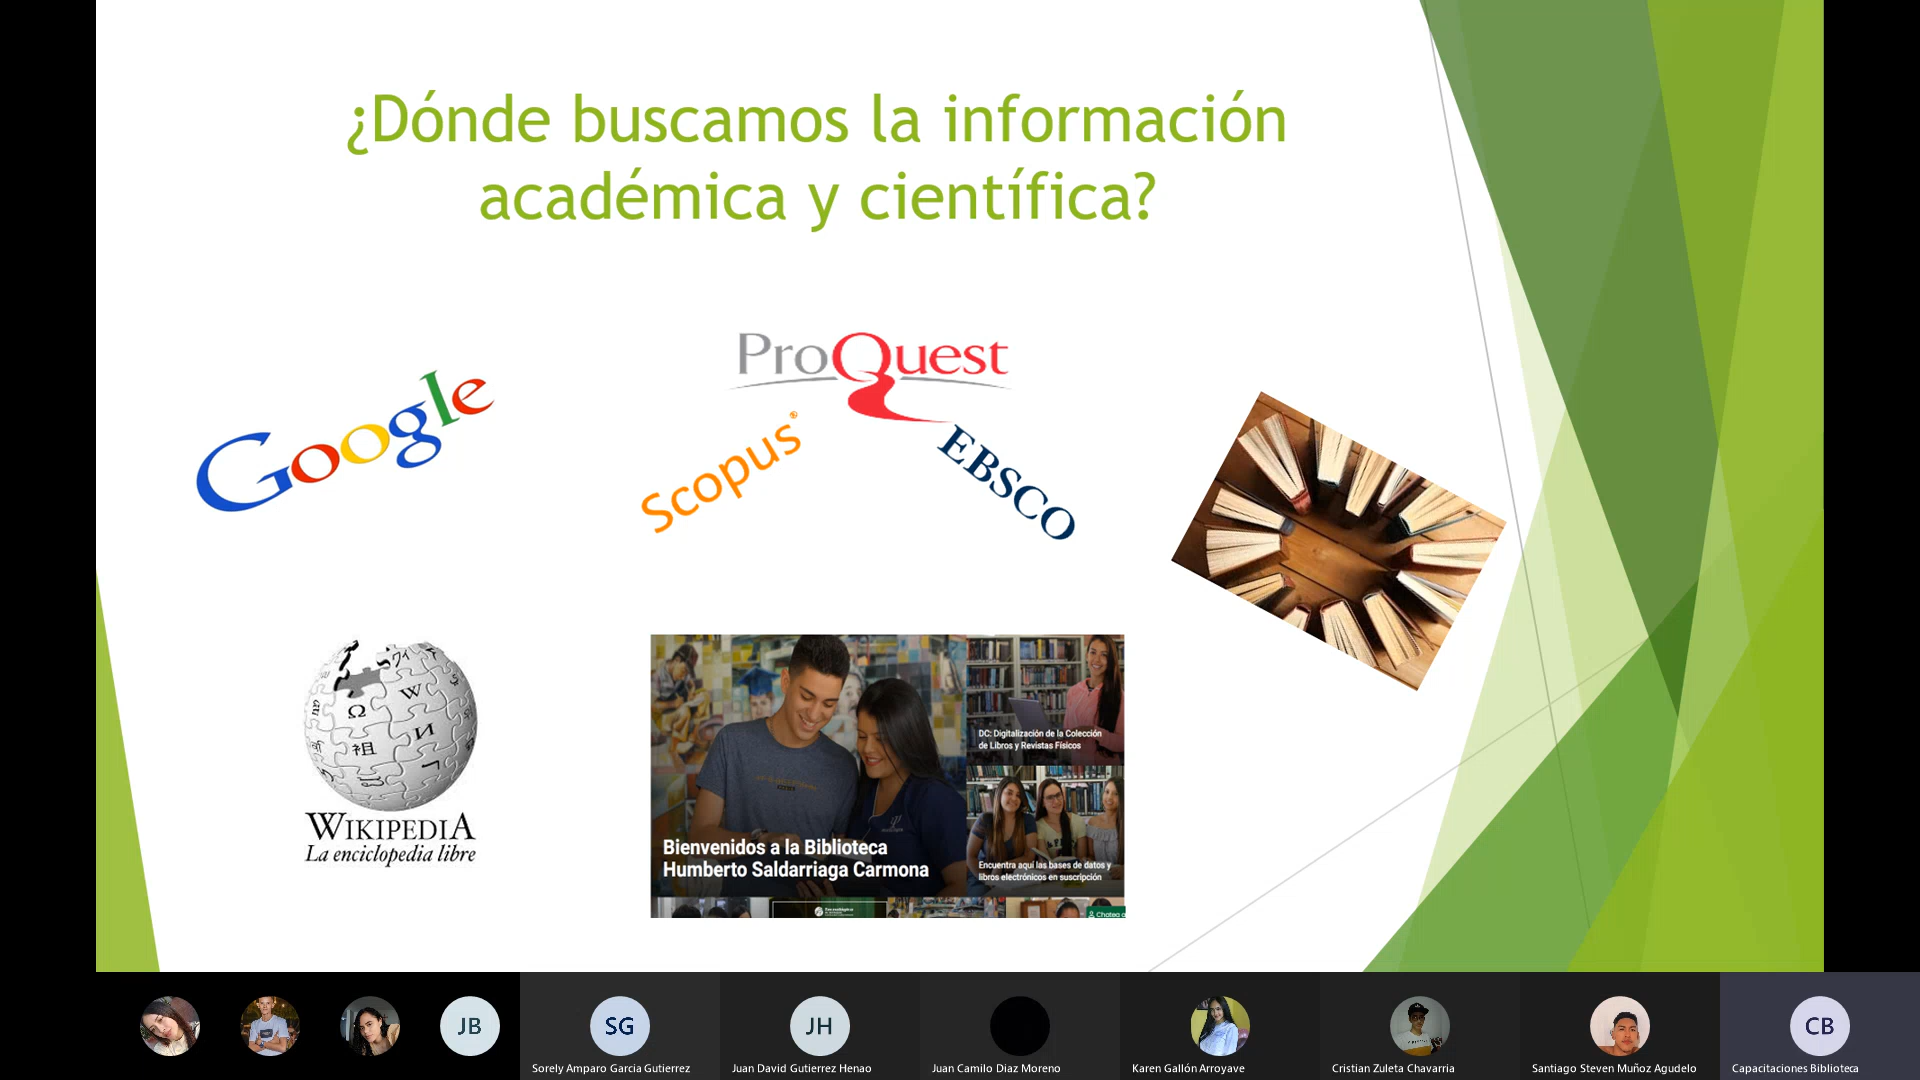 ¿Dónde buscamos la información
académica y científica?
ProQuest
Google
Scopus®
EBSCO
WIKIPEDIA
La enciclopedia libre
DC: Digitalización de la Colección
de Libros y Revistas Físicos
Bienvenidos a la Biblioteca
Humberto Saldarriaga Carmona
Encuentra aquí las bases de datos y
libros electrónicos en suscripción
Chatea
JB
SG
JH
CB
Sorely Amparo Garcia Gutierrez
Juan David Gutierrez Henao
Juan Camilo Diaz Moreno
Karen Gallón Arroyave
Cristian Zuleta Chavarria
Santiago Steven Muñoz Agudelo
Capacitaciones Biblioteca